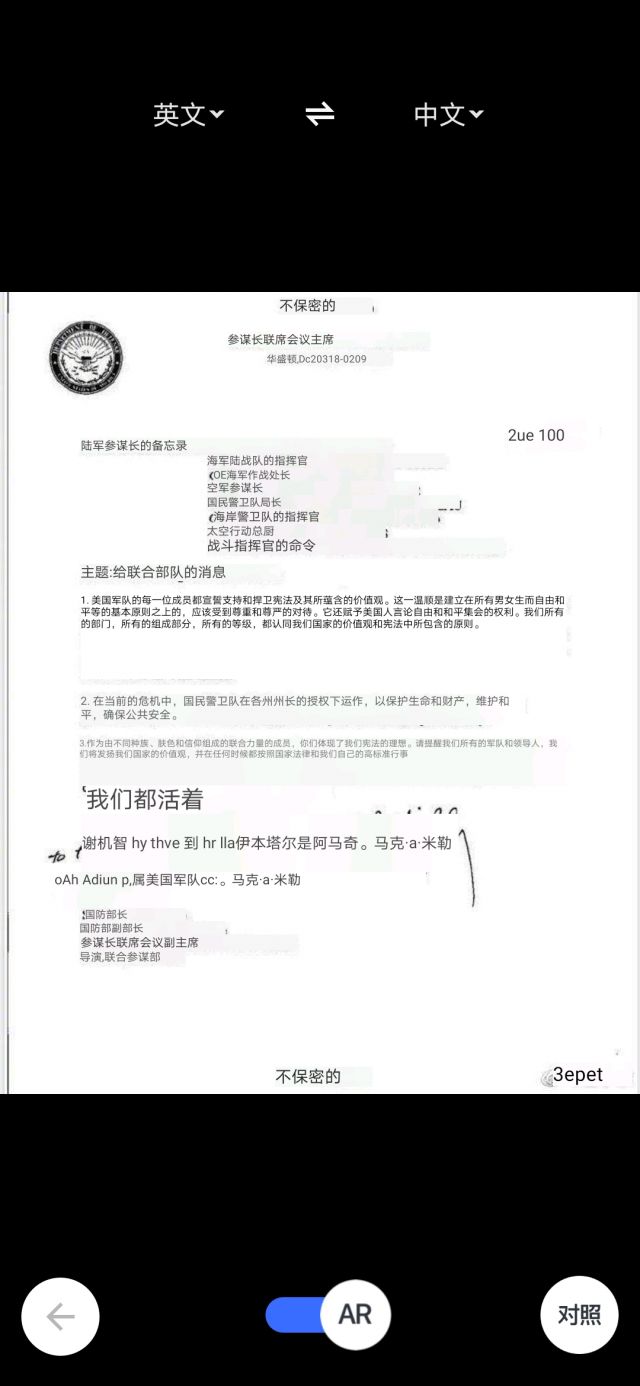 英文
中文
不保密的
参谋长联席会议主席
华盛顿,Dc20318-0209
2ue 100
陆军参谋长的备忘录
海军陆战队的指挥官
OE海军作战处长
空军参谋长
国民警卫队局长
海岸警卫队的指挥官
太空行动总厨
战斗指挥官的命令
主题:给联合部队的消息
1. 美国军队的每一位成员都宣誓支持和捍卫宪法及其所蕴含的价值观。这一温顺是建立在所有男女生而自由和
平等的基本原则之上的，应该受到尊重和尊严的对待。它还赋予美国人言论自由和和平集会的权利。我们所有
的部门，所有的组成部分，所有的等级，都认同我们国家的价值观和宪法中所包含的原则。
2. 在当前的危机中，国民警卫队在各州州长的授权下运作，以保护生命和财产，维护和
平，确保公共安全。
3.作为由不同种族、肤色和信仰组成的联合力量的成员，你们体现了我们宪法的理想。请提醒我们所有的军队和领导人，我
们将发扬我们国家的价值观，并在任何时候都按照国家法律和我们自己的高标准行事
我们都活着
谢机智 hy thve 到 hr lla伊本塔尔是阿马奇。马克·a·米勒
to
oAh Adiun p,属美国军队cc:。马克·a·米勒
国防部长
国防部副部长
参谋长联席会议副主席
导演,联合参谋部
不保密的
3epet
AR
对照